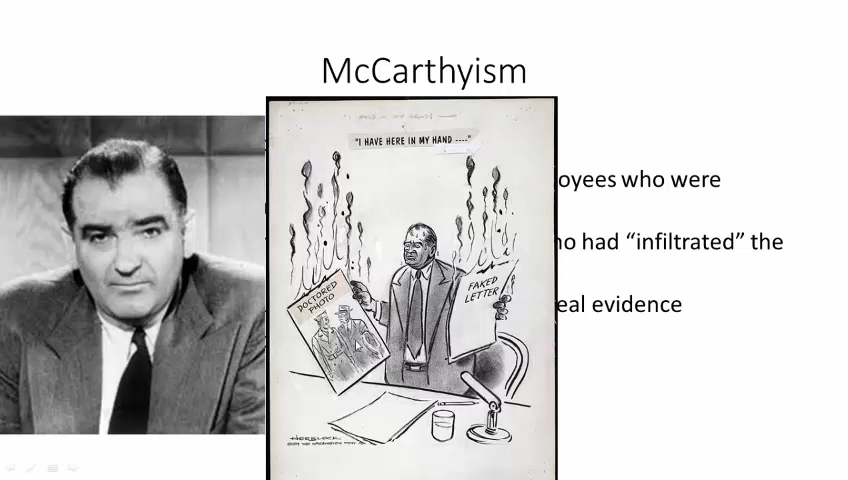 McCarthyism
"I HAVE HERE IN MY HAND ----"
oyees who were
o had “infiltrated” the
eal evidence
DOCTORED
PHOTO
FAKED
LETTER
HERBLOCK